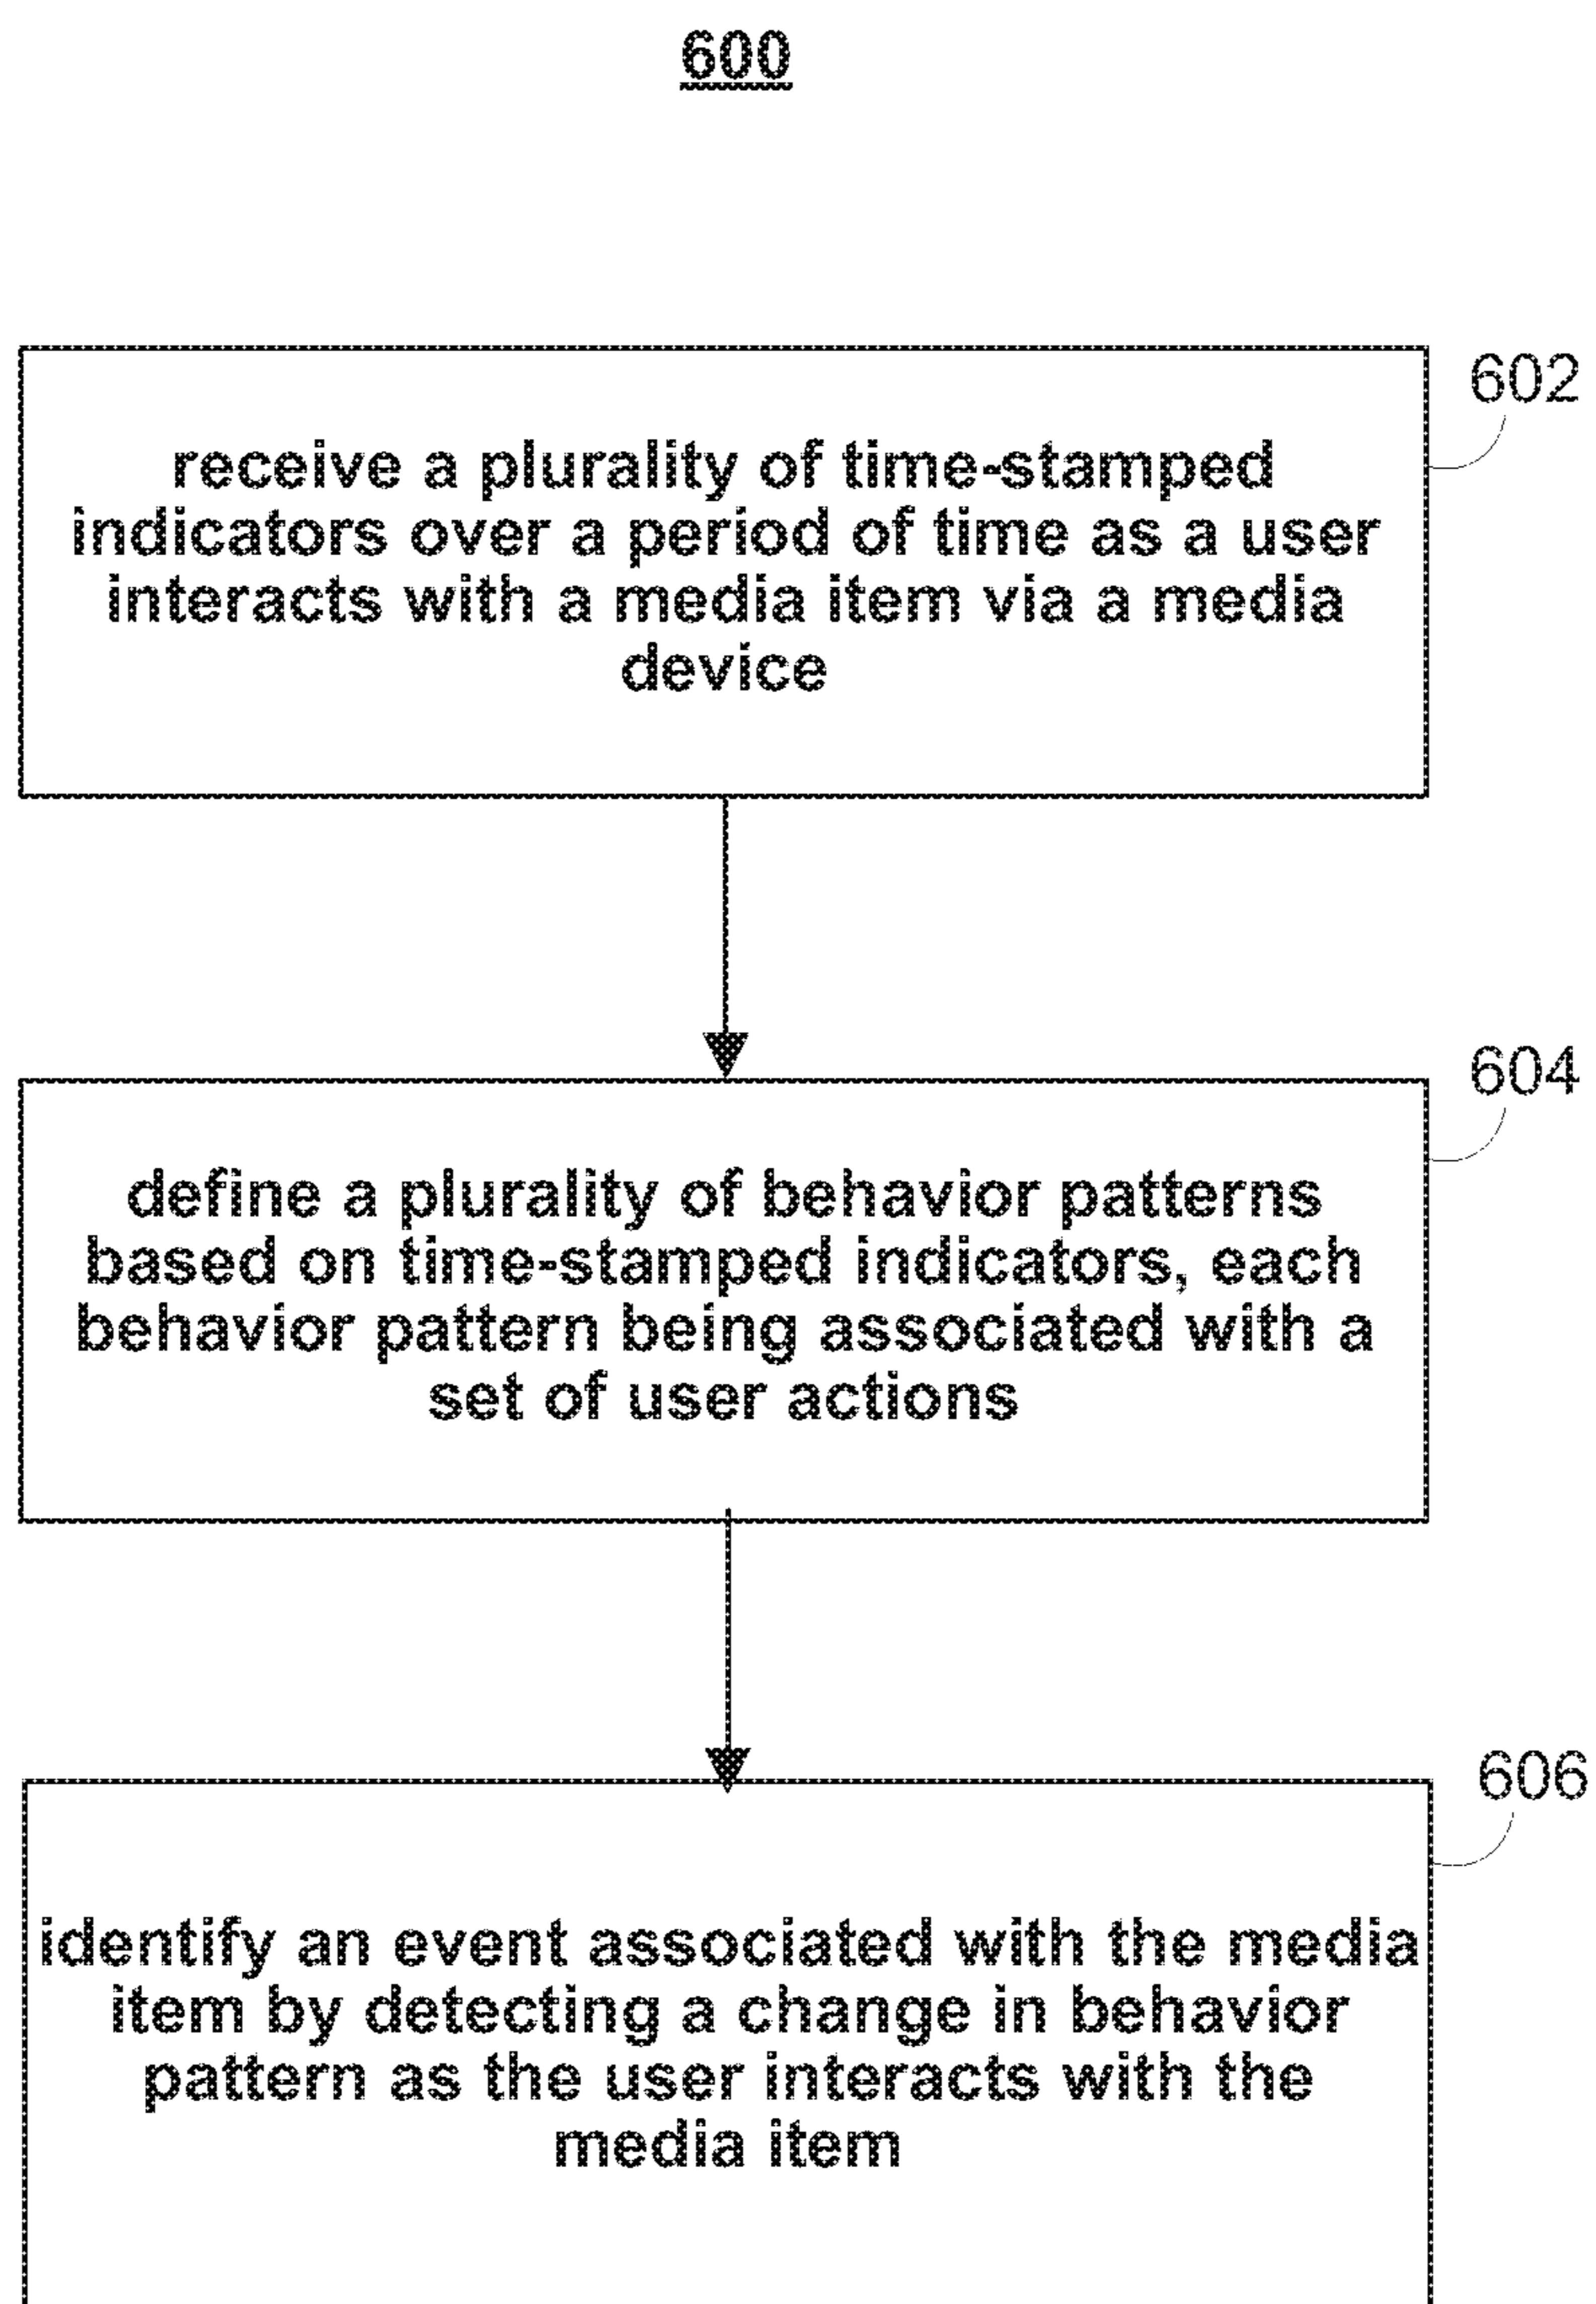 600
602
receive a plurality of time-stamped
indicators over a period of time as a user
interacts with a media item via a media
device
604
define a plurality of behavior patterns
based on time-stamped indicators, each
behavior pattern being associated with a
set of user actions
606
identify an event associated with the media
item by detecting a change in behavior
pattern as the user interacts with the
media item